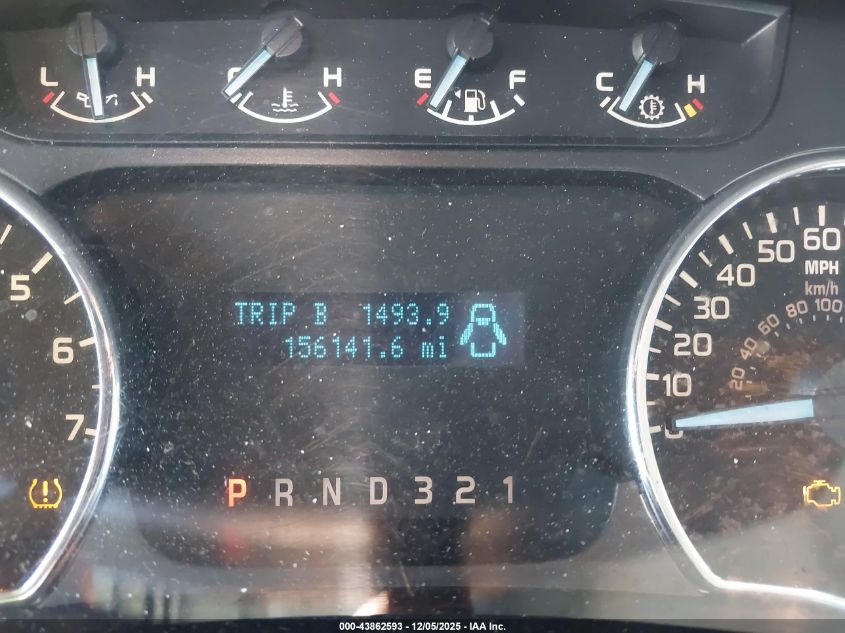 L H C H E F C H
5
6
7
TRIP B 1493.9
156141.6 mi
P R N D 3 2 1
0 10 20 30 40 50 60
MPH
km/h
20 40 60 80 100
000-43862593 - 12/05/2025 - IAA Inc.